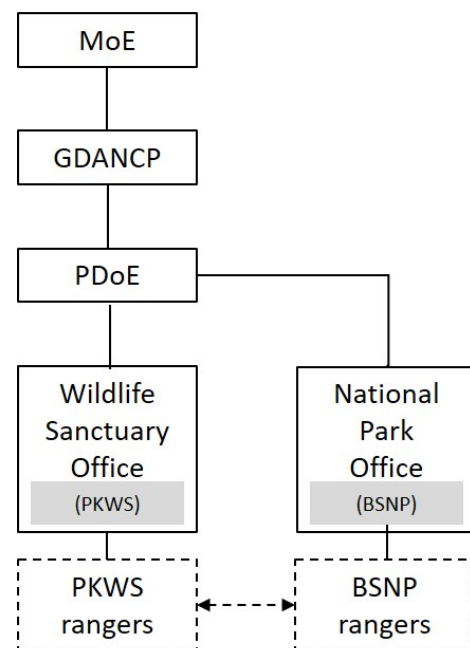 MoE
GDANCP
PDoE
Wildlife
Sanctuary
Office
(PKWS)
National
Park
Office
(BSNP)
PKWS
rangers
BSNP
rangers